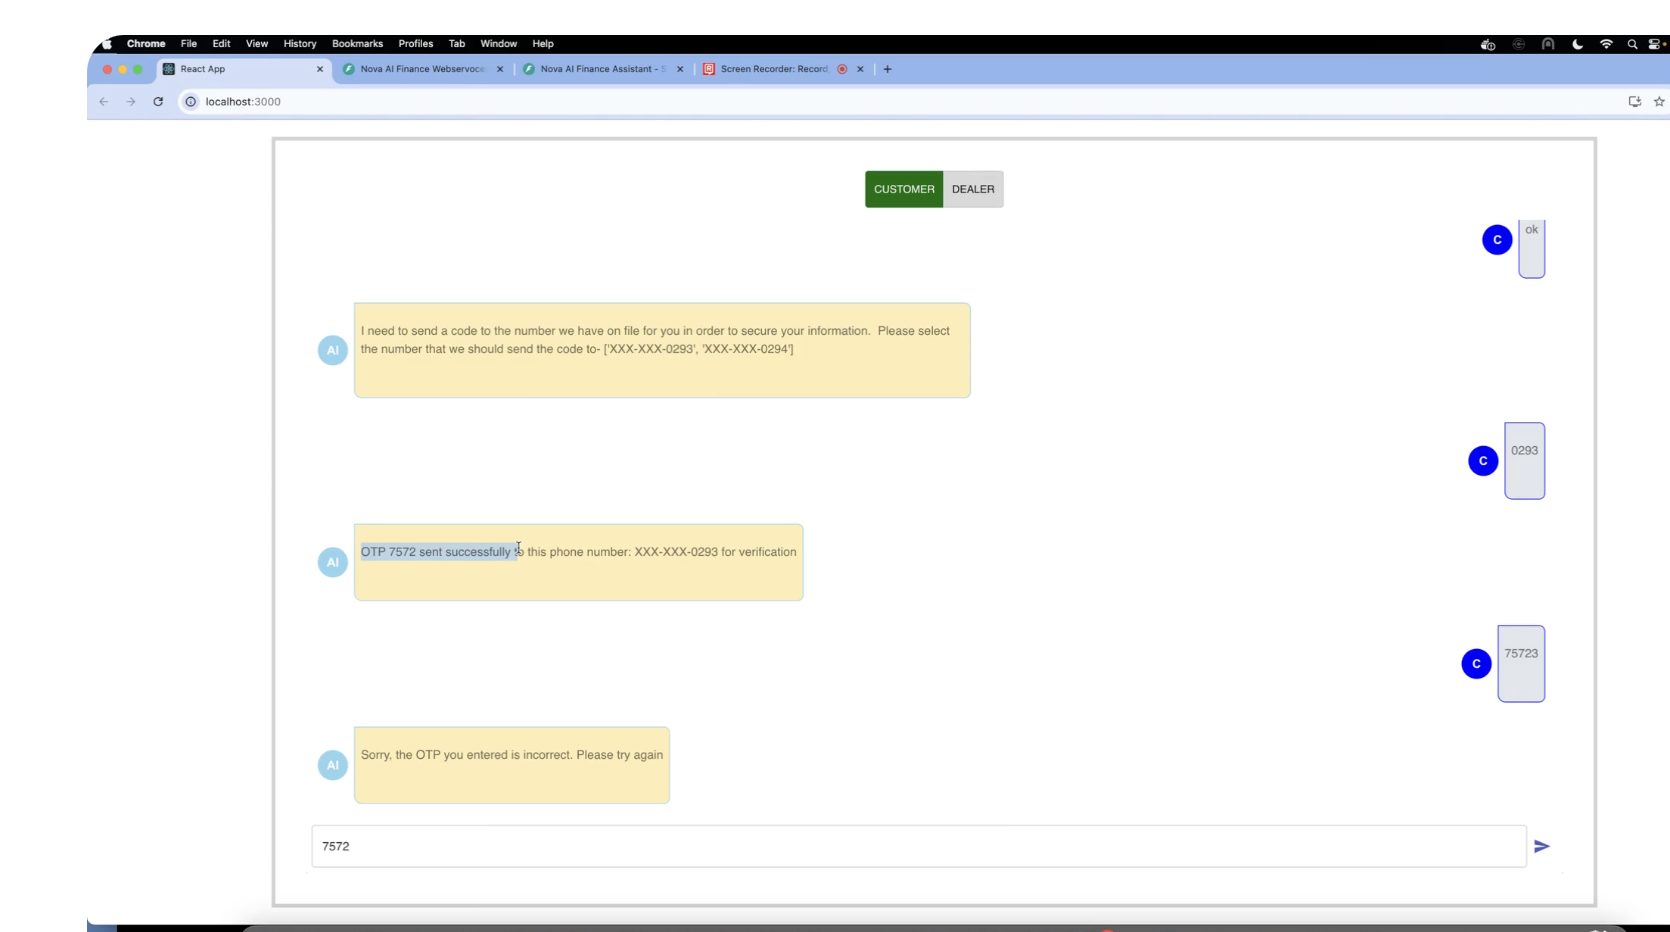 Chrome File Edit View History Bookmarks Profiles Tab Window Help
React App
Nova AI Finance Webservoce
Nova AI Finance Assistant - S
Screen Recorder: Record,
localhost:3000
CUSTOMER DEALER
ok
C
I need to send a code to the number we have on file for you in order to secure your information. Please select
the number that we should send the code to- ['XXX-XXX-0293', 'XXX-XXX-0294']
AI
0293
C
OTP 7572 sent successfully to this phone number: XXX-XXX-0293 for verification
AI
75723
C
Sorry, the OTP you entered is incorrect. Please try again
AI
7572